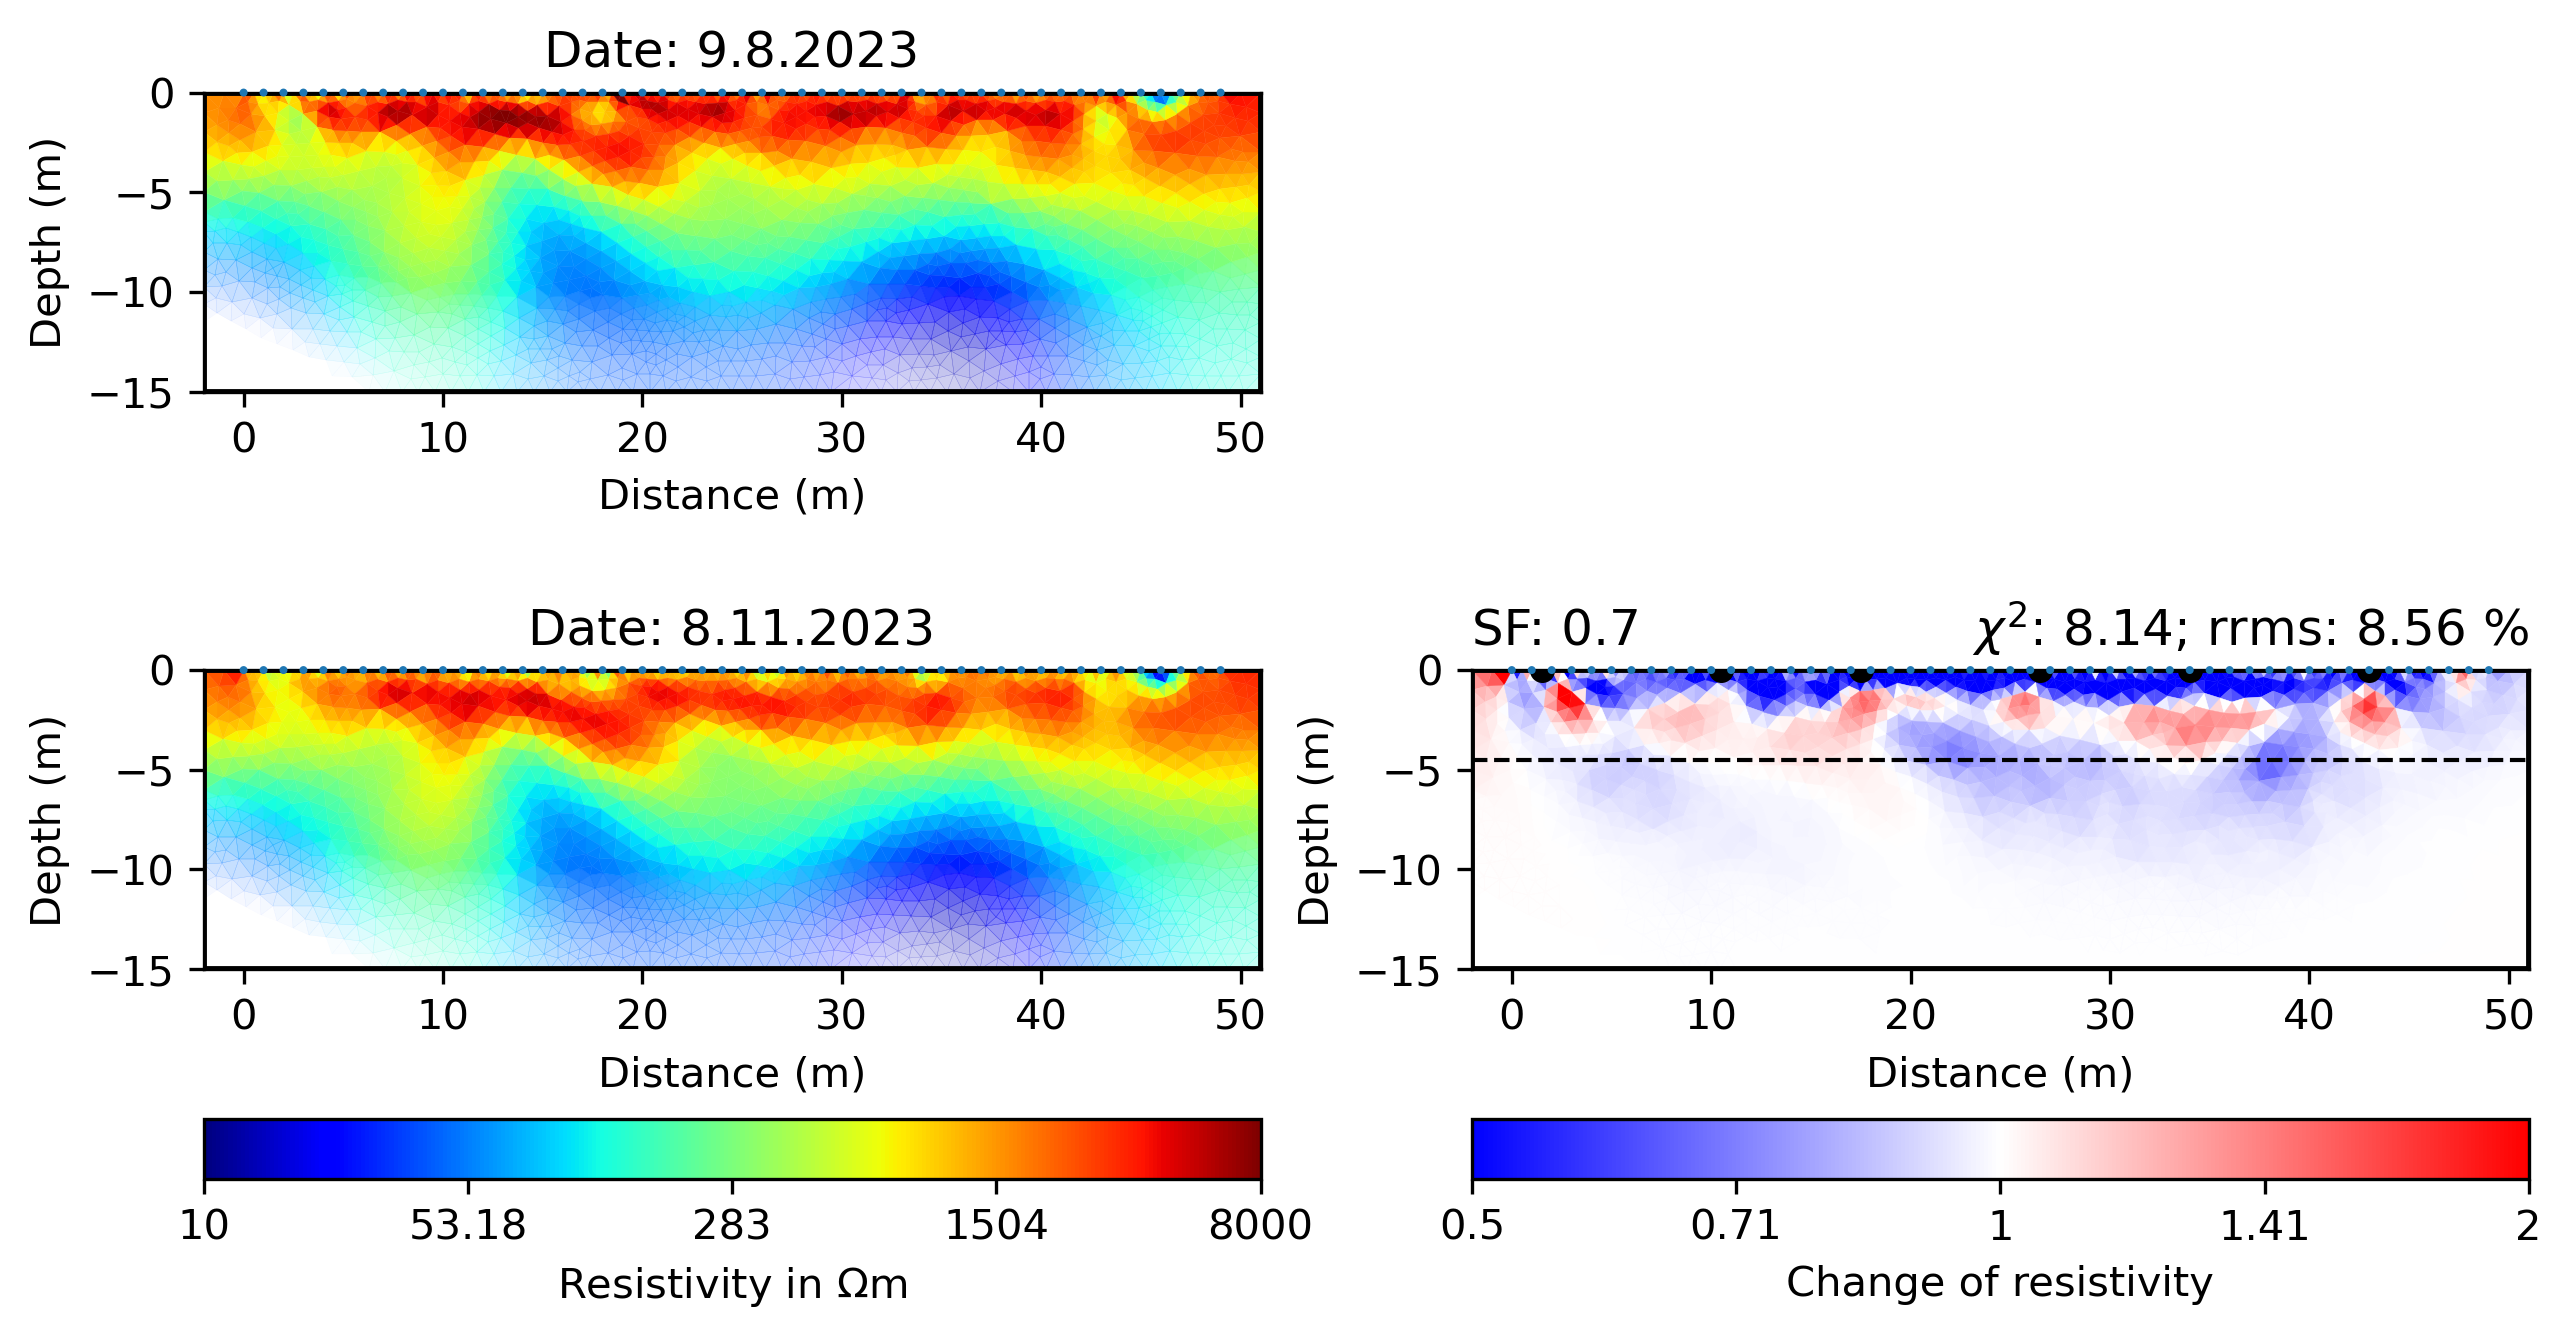 Date: 9.8.2023
0
−5
−10
−15
Depth (m)
0 10 20 30 40 50
Distance (m)
Date: 8.11.2023
0
−5
−10
−15
Depth (m)
0 10 20 30 40 50
Distance (m)
10 53.18 283 1504 8000
Resistivity in Ωm
SF: 0.7 χ²: 8.14; rrms: 8.56 %
0
−5
−10
−15
Depth (m)
0 10 20 30 40 50
Distance (m)
0.5 0.71 1 1.41 2
Change of resistivity